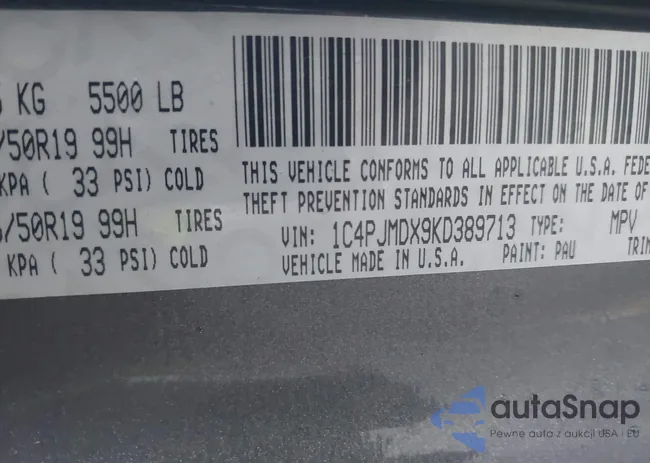 KG 5500 LB
/50R19 99H TIRES
KPA ( 33 PSI) COLD
/50R19 99H TIRES
KPA ( 33 PSI) COLD
THIS VEHICLE CONFORMS TO ALL APPLICABLE U.S.A. FEDE
THEFT PREVENTION STANDARDS IN EFFECT ON THE DATE OF
VIN: 1C4PJMDX9KD389713 TYPE: MPV
VEHICLE MADE IN U.S.A. PAINT: PAU TRIM
autaSnap
Pewne auta z aukcji USA i EU